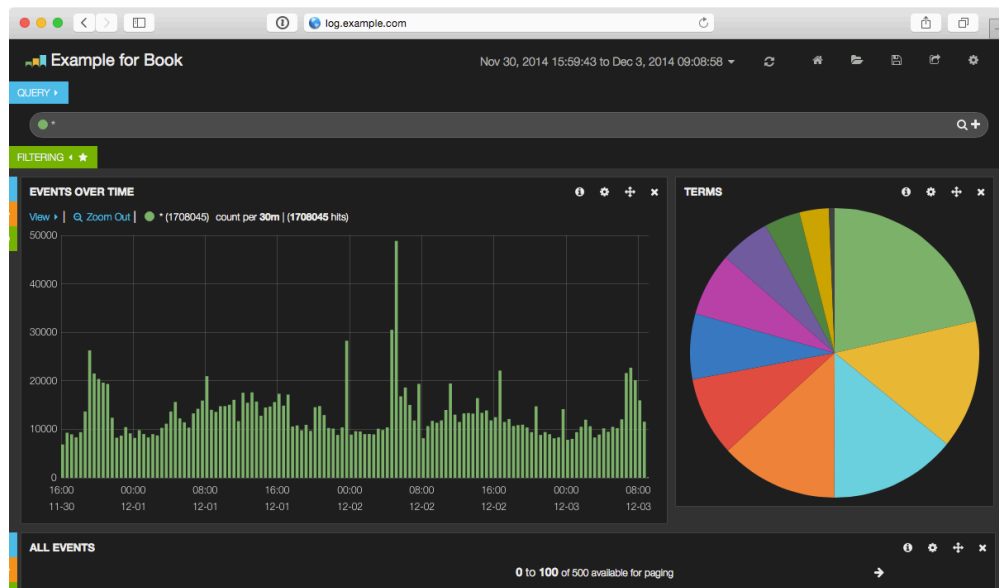 log.example.com
Example for Book
Nov 30, 2014 15:59:43 to Dec 3, 2014 09:08:58
QUERY
*
FILTERING
EVENTS OVER TIME
View | Zoom Out | * (1708045) count per 30m | (1708045 hits)
50000
40000
30000
20000
10000
0
16:00 00:00 08:00 16:00 00:00 08:00 16:00 00:00 08:00
11-30 12-01 12-01 12-01 12-02 12-02 12-02 12-03 12-03
TERMS
ALL EVENTS
0 to 100 of 500 available for paging